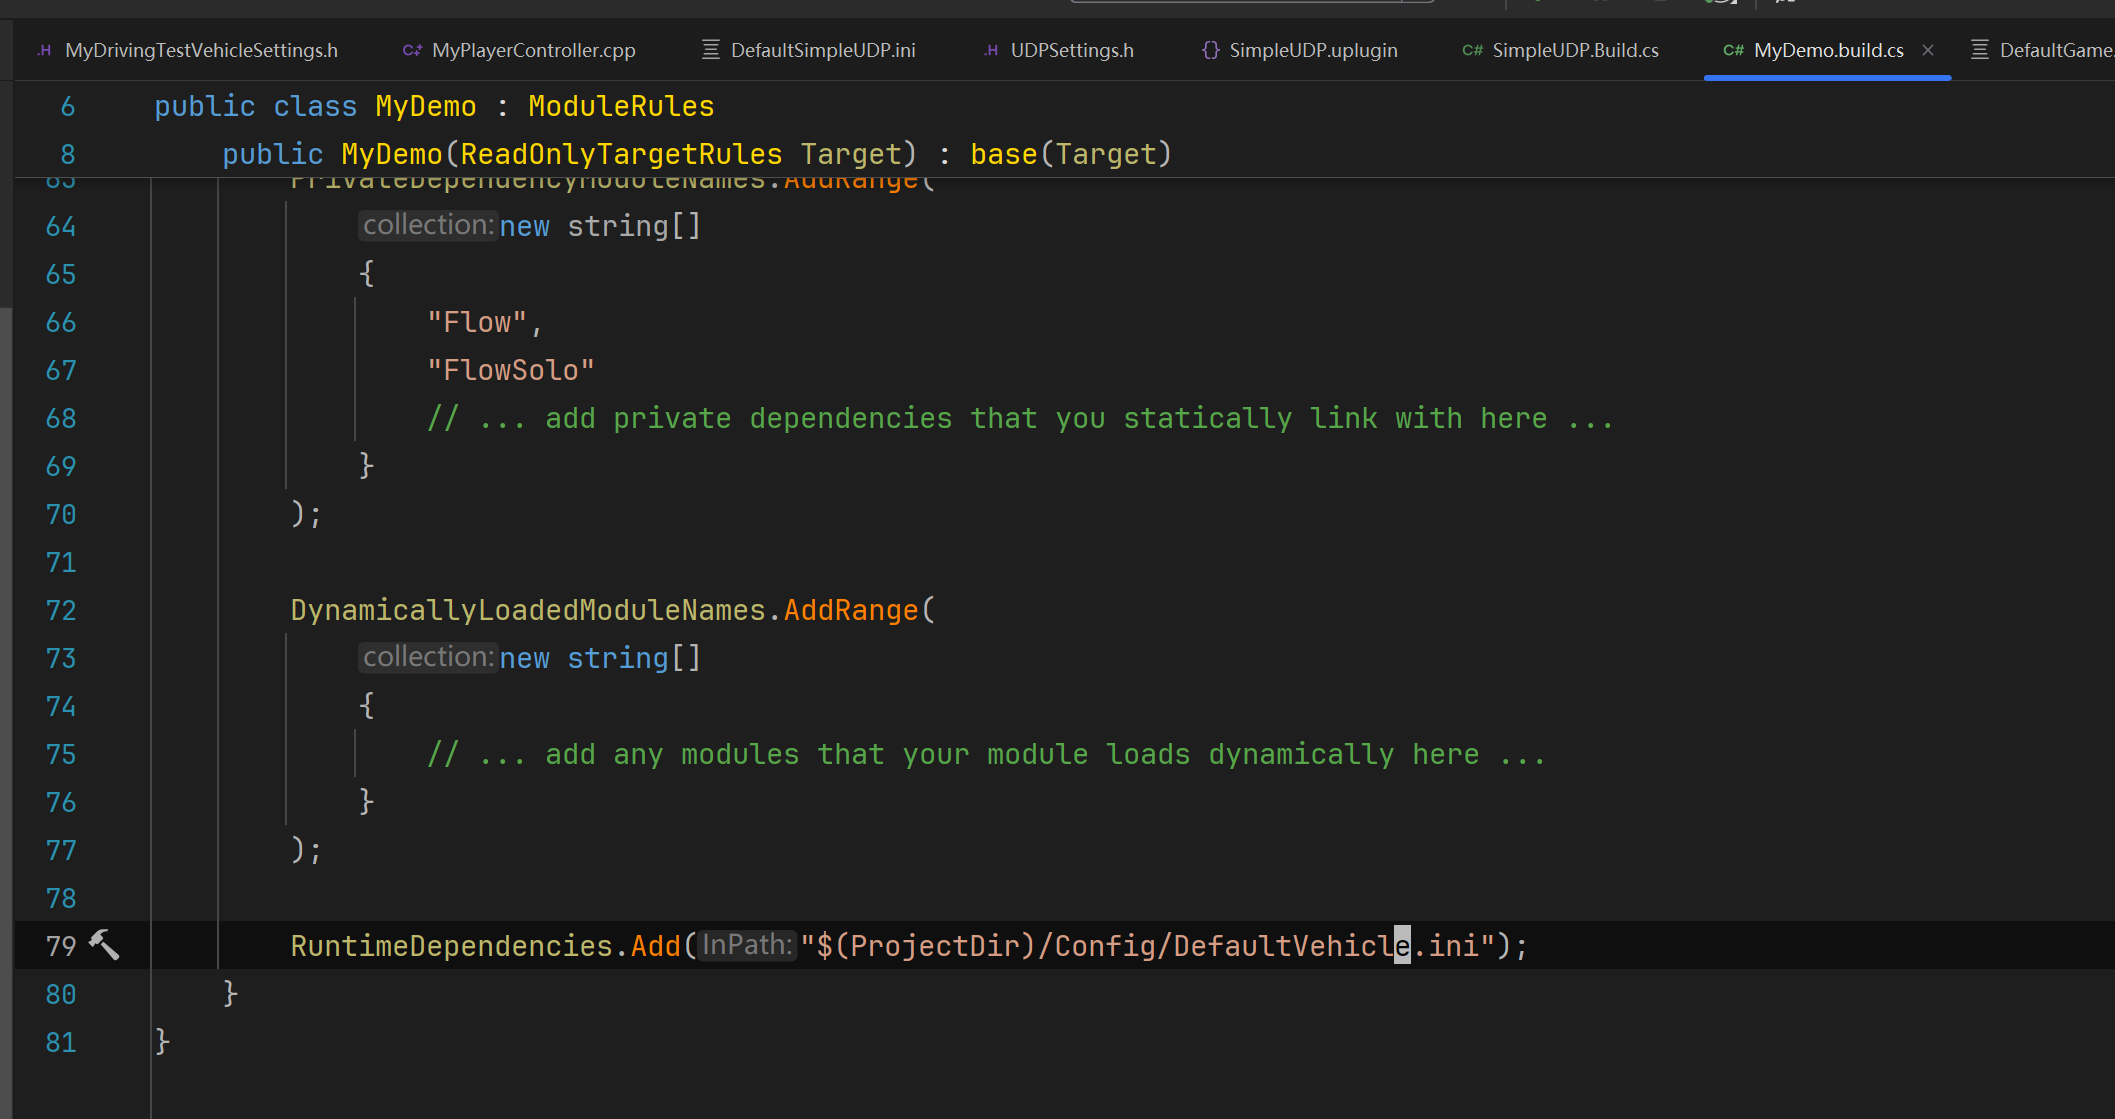 .H MyDrivingTestVehicleSettings.h C+ MyPlayerController.cpp DefaultSimpleUDP.ini .H UDPSettings.h {} SimpleUDP.uplugin C# SimpleUDP.Build.cs C# MyDemo.build.cs × DefaultGame.
6 public class MyDemo : ModuleRules
8 public MyDemo(ReadOnlyTargetRules Target) : base(Target)
63 PrivateDependencyModuleNames.AddRange(
64 collection: new string[]
65 {
66 "Flow",
67 "FlowSolo"
68 // ... add private dependencies that you statically link with here ...
69 }
70 );
71
72 DynamicallyLoadedModuleNames.AddRange(
73 collection: new string[]
74 {
75 // ... add any modules that your module loads dynamically here ...
76 }
77 );
78
79 RuntimeDependencies.Add(InPath: "$(ProjectDir)/Config/DefaultVehicle.ini");
80 }
81 }